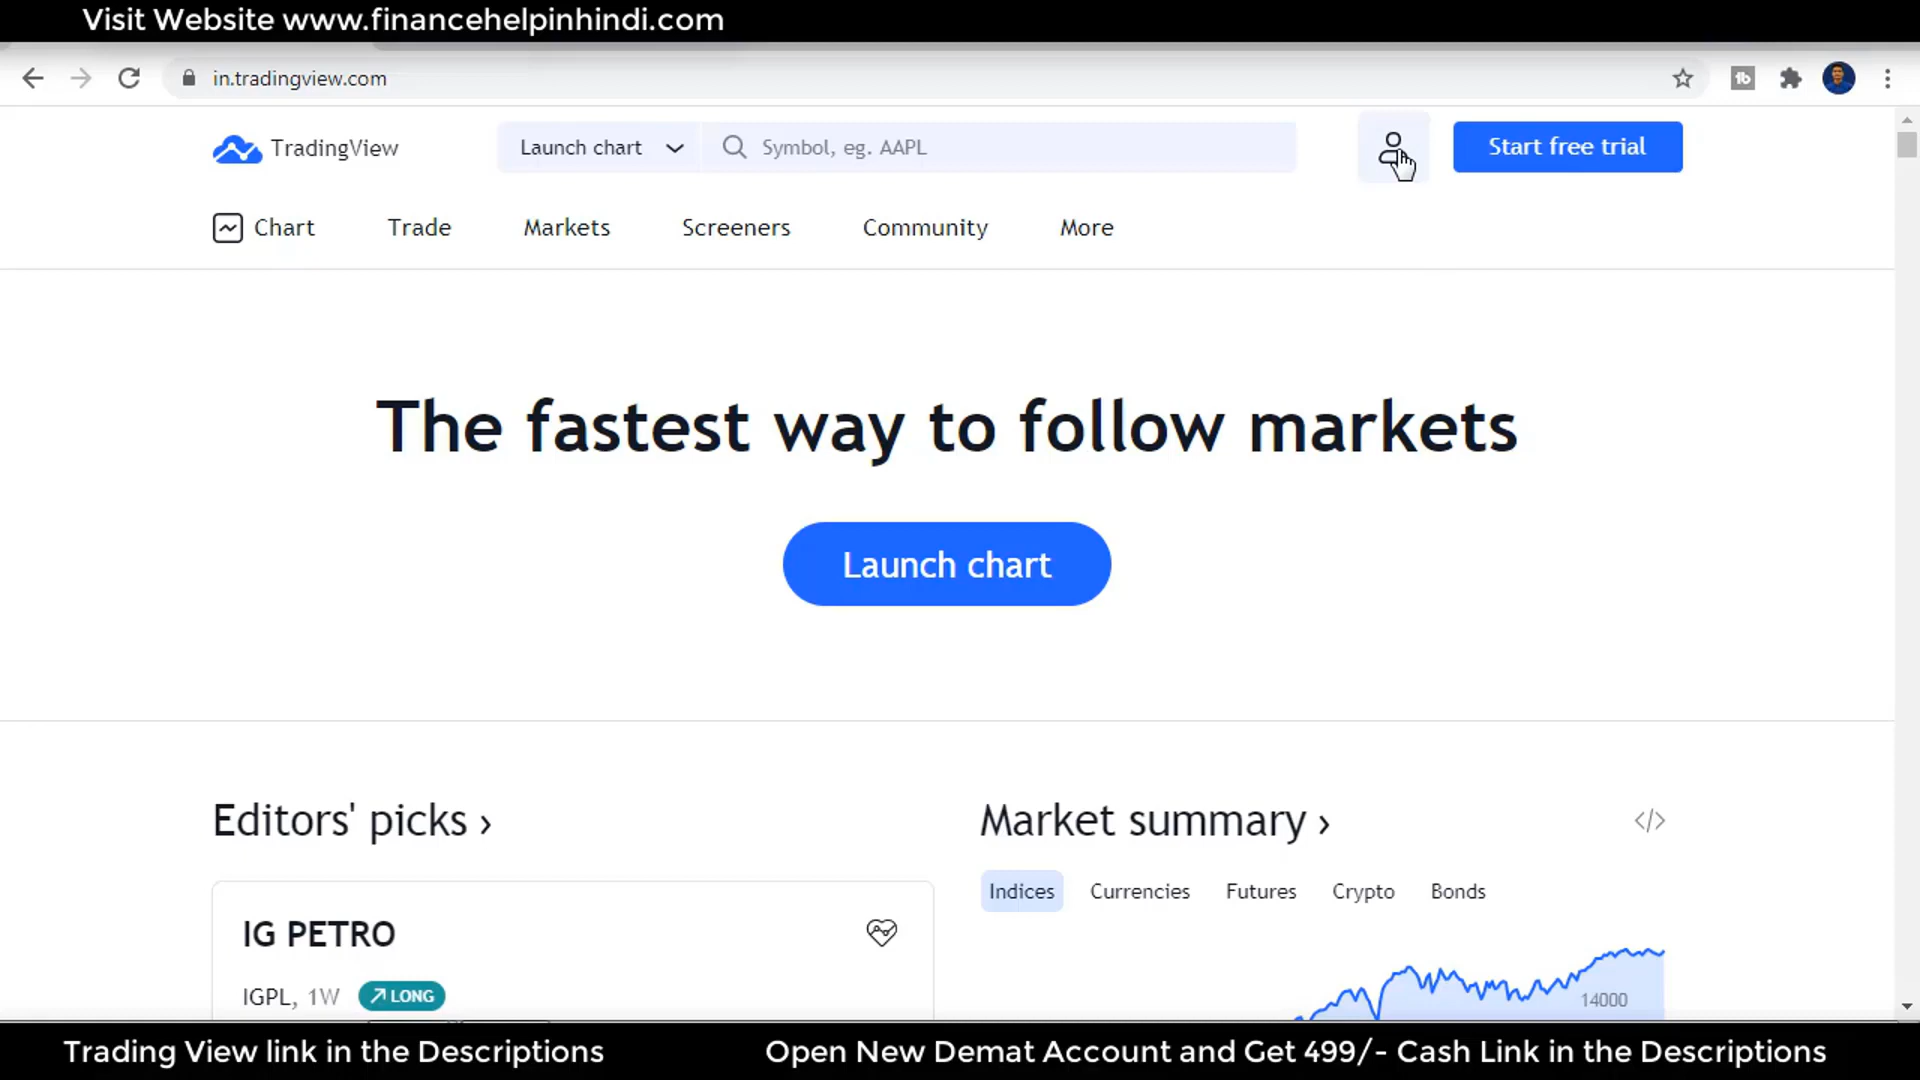 Visit Website www.financehelpinhindi.com
in.tradingview.com
TradingView
Launch chart
Symbol, eg. AAPL
Start free trial
Chart
Trade
Markets
Screeners
Community
More
The fastest way to follow markets
Launch chart
Editors' picks ›
Market summary ›
</>
Indices
Currencies
Futures
Crypto
Bonds
IG PETRO
IGPL, 1W
LONG
14000
Trading View link in the Descriptions
Open New Demat Account and Get 499/- Cash Link in the Descriptions